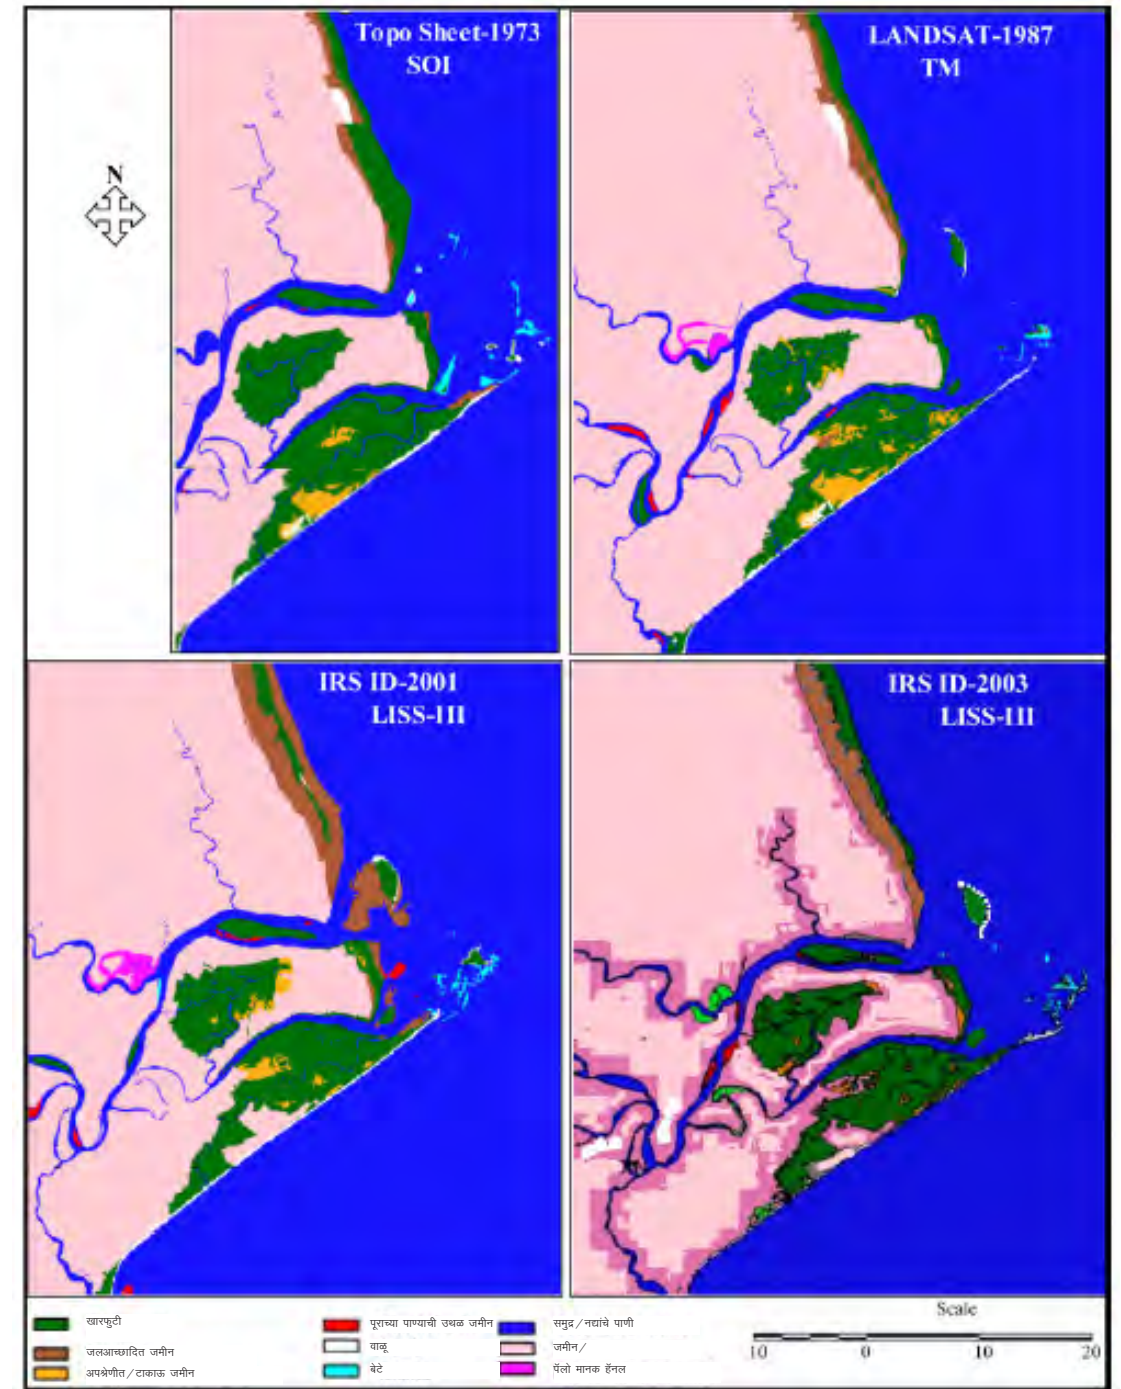 Topo Sheet-1973
SOI
LANDSAT-1987
TM
N
IRS ID-2001
LISS-III
IRS ID-2003
LISS-III
Scale
खारफुटी
पूराच्या पाण्याची उथळ जमीन
समुद्र/नद्यांचे पाणी
जलआच्छादित जमीन
वाळू
जमीन/
10 0 10 20
अपश्रेणीत/टाकाऊ जमीन
बेटे
पॅलो मानक हॅनल